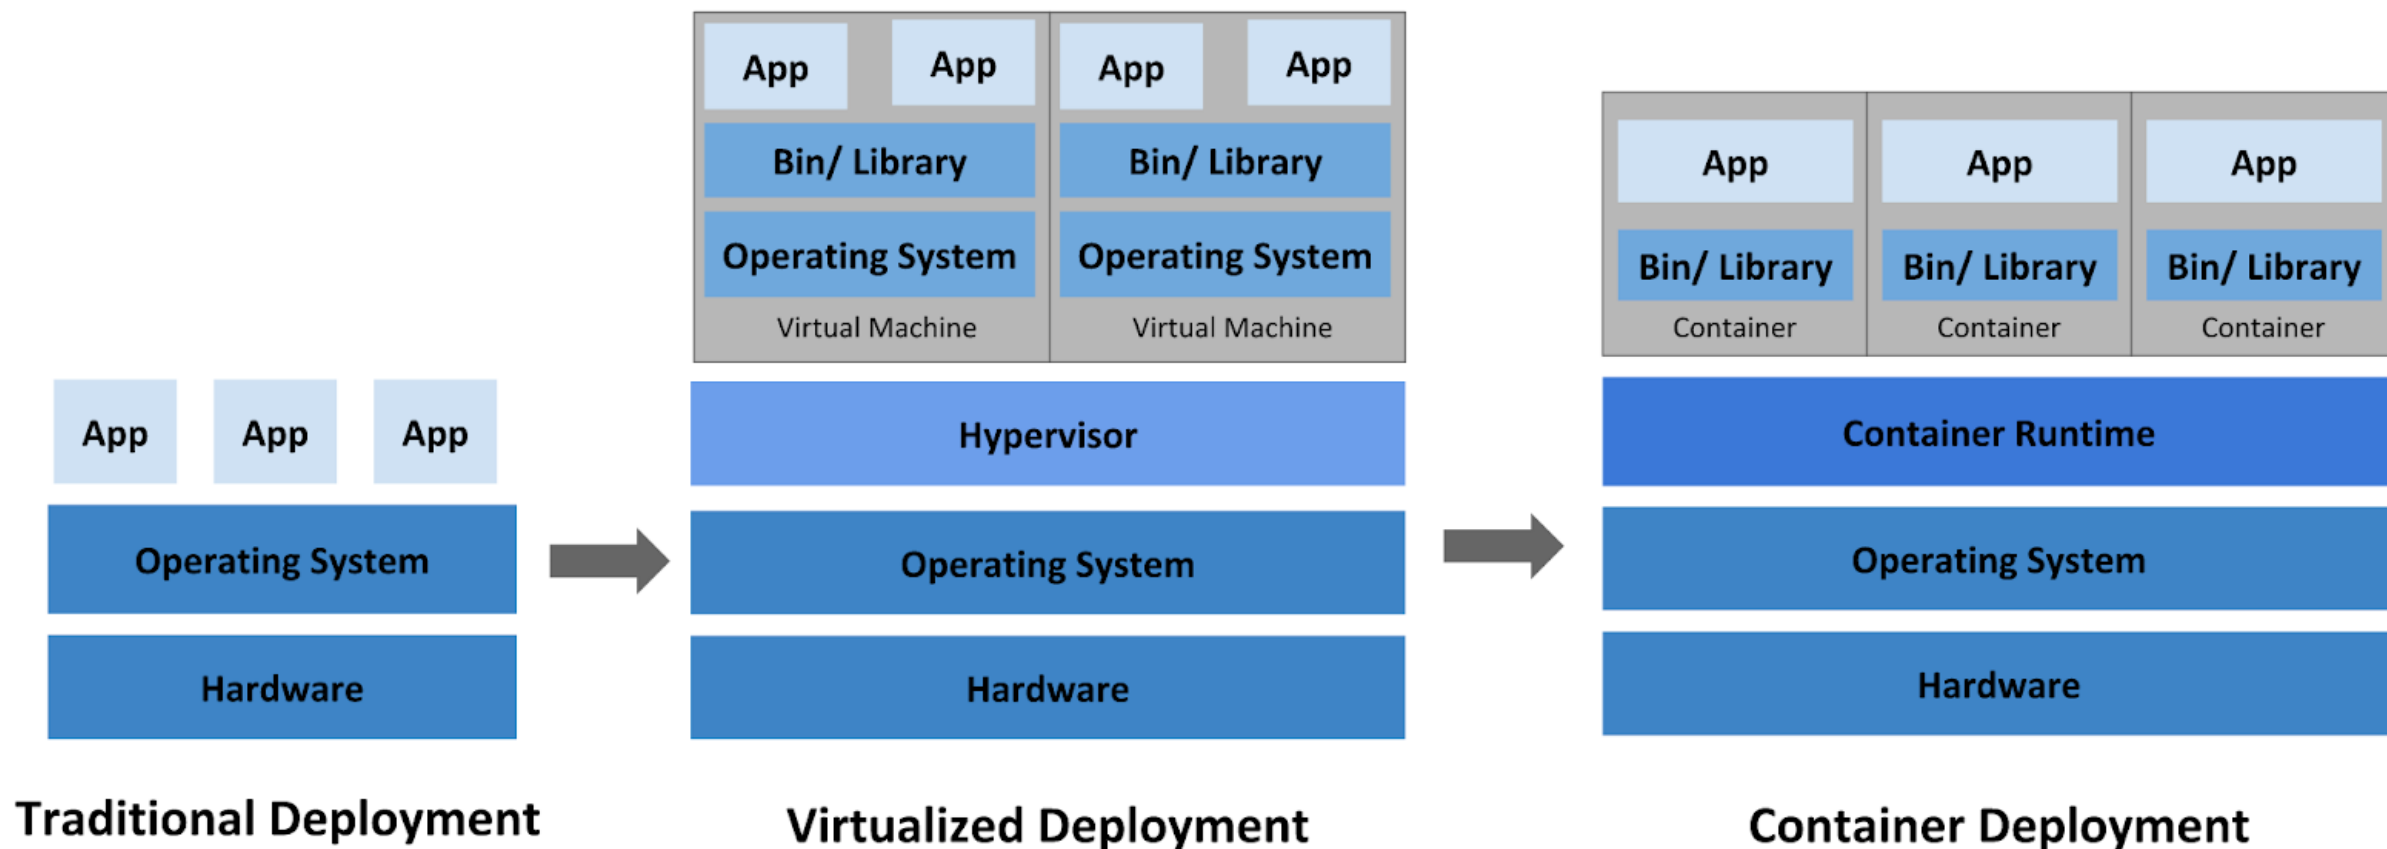 App
App
App
Operating System
Hardware
Traditional Deployment
App
App
App
App
Bin/ Library
Bin/ Library
Operating System
Operating System
Virtual Machine
Virtual Machine
Hypervisor
Operating System
Hardware
Virtualized Deployment
App
App
App
Bin/ Library
Bin/ Library
Bin/ Library
Container
Container
Container
Container Runtime
Operating System
Hardware
Container Deployment